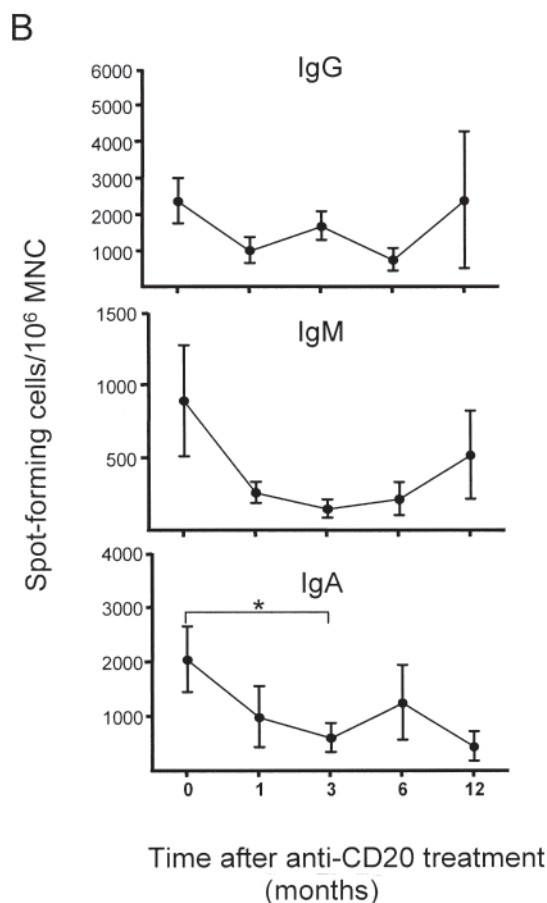 B
IgG
6000
5000
4000
3000
2000
1000
IgM
1500
1000
500
IgA
4000
3000
2000
1000
*
0 1 3 6 12
Spot-forming cells/10⁶ MNC
Time after anti-CD20 treatment
(months)